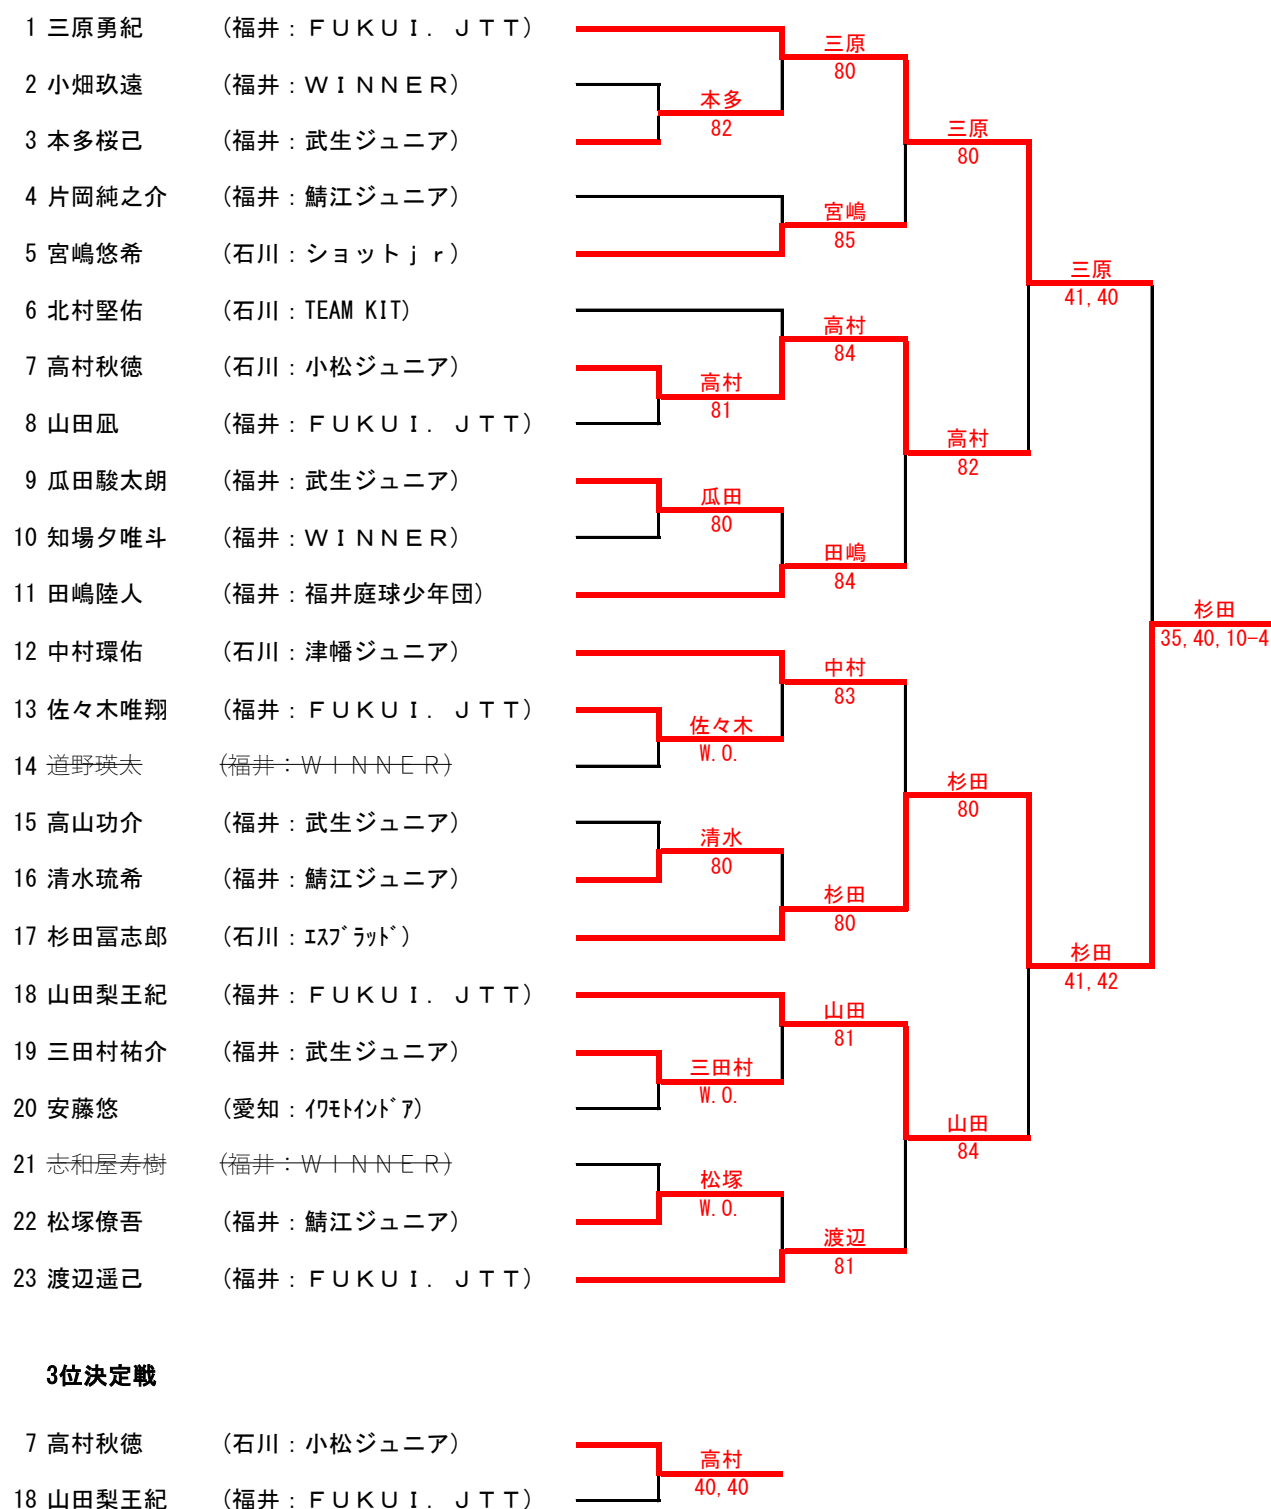 1 三原勇紀 (福井：ＦＵＫＵＩ．ＪＴＴ)
2 小畑玖遠 (福井：ＷＩＮＮＥＲ)
3 本多桜己 (福井：武生ジュニア)
4 片岡純之介 (福井：鯖江ジュニア)
5 宮嶋悠希 (石川：ショットｊｒ)
6 北村堅佑 (石川：TEAM KIT)
7 高村秋徳 (石川：小松ジュニア)
8 山田凪 (福井：ＦＵＫＵＩ．ＪＴＴ)
9 瓜田駿太朗 (福井：武生ジュニア)
10 知場夕唯斗 (福井：ＷＩＮＮＥＲ)
11 田嶋陸人 (福井：福井庭球少年団)
12 中村環佑 (石川：津幡ジュニア)
13 佐々木唯翔 (福井：ＦＵＫＵＩ．ＪＴＴ)
14 道野瑛太 (福井：ＷＩＮＮＥＲ)
15 高山功介 (福井：武生ジュニア)
16 清水琉希 (福井：鯖江ジュニア)
17 杉田冨志郎 (石川：ｴｽﾌﾞﾗｯﾄﾞ)
18 山田梨王紀 (福井：ＦＵＫＵＩ．ＪＴＴ)
19 三田村祐介 (福井：武生ジュニア)
20 安藤悠 (愛知：ｲﾜﾓﾄｲﾝﾄﾞｱ)
21 志和屋寿樹 (福井：ＷＩＮＮＥＲ)
22 松塚僚吾 (福井：鯖江ジュニア)
23 渡辺遥己 (福井：ＦＵＫＵＩ．ＪＴＴ)
本多
82
高村
81
瓜田
80
佐々木
W.O.
清水
80
三田村
W.O.
松塚
W.O.
三原
80
宮嶋
85
高村
84
田嶋
84
中村
83
杉田
80
山田
81
渡辺
81
三原
80
高村
82
杉田
80
山田
84
三原
41,40
杉田
41,42
杉田
35,40,10-4
3位決定戦
7 高村秋徳 (石川：小松ジュニア)
18 山田梨王紀 (福井：ＦＵＫＵＩ．ＪＴＴ)
高村
40,40